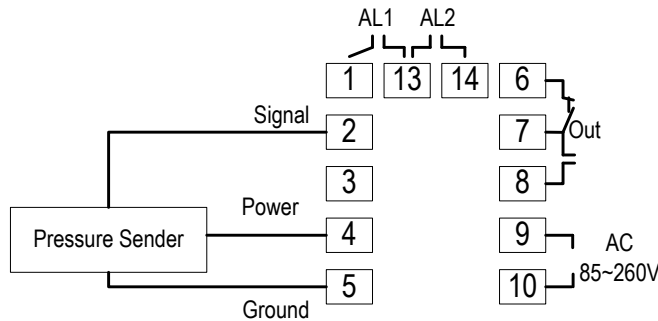 AL1 AL2
1 13 14 6
Signal 2 7 Out
3 8
Power
Pressure Sender 4 9 AC
85~260V
5 10
Ground